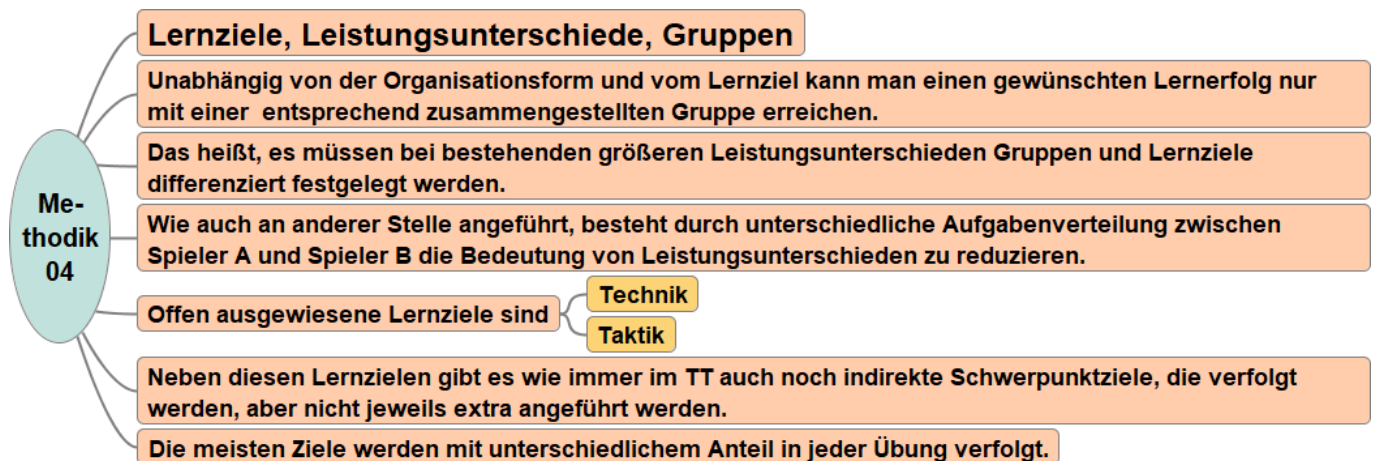 Lernziele, Leistungsunterschiede, Gruppen
Unabhängig von der Organisationsform und vom Lernziel kann man einen gewünschten Lernerfolg nur
mit einer entsprechend zusammengestellten Gruppe erreichen.
Das heißt, es müssen bei bestehenden größeren Leistungsunterschieden Gruppen und Lernziele
differenziert festgelegt werden.
Me-
thodik
04
Wie auch an anderer Stelle angeführt, besteht durch unterschiedliche Aufgabenverteilung zwischen
Spieler A und Spieler B die Bedeutung von Leistungsunterschieden zu reduzieren.
Offen ausgewiesene Lernziele sind
Technik
Taktik
Neben diesen Lernzielen gibt es wie immer im TT auch noch indirekte Schwerpunktziele, die verfolgt
werden, aber nicht jeweils extra angeführt werden.
Die meisten Ziele werden mit unterschiedlichem Anteil in jeder Übung verfolgt.